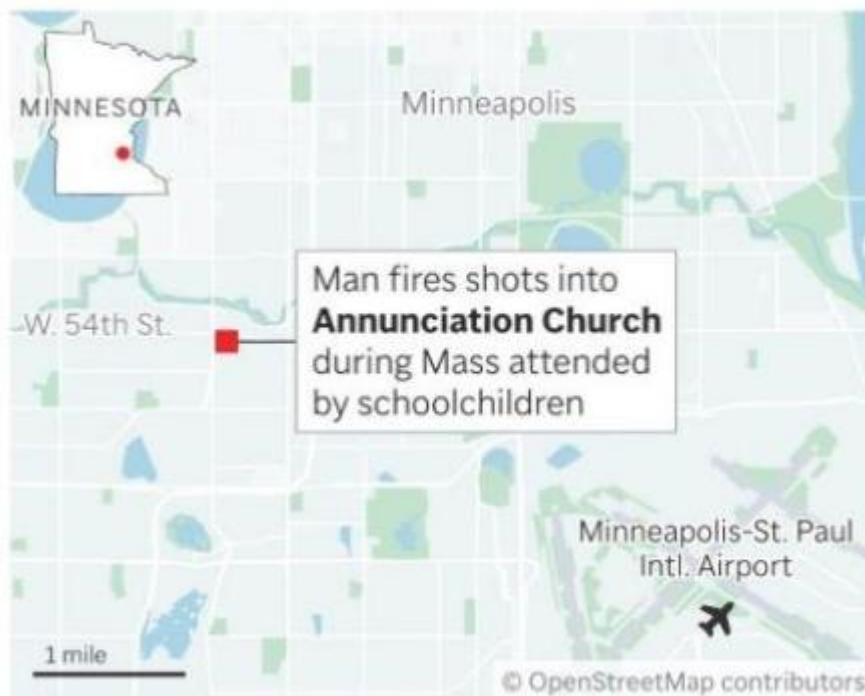 MINNESOTA
Minneapolis
Man fires shots into
Annunciation Church
during Mass attended
by schoolchildren
W. 54th St.
Minneapolis-St. Paul
Intl. Airport
1 mile
© OpenStreetMap contributors